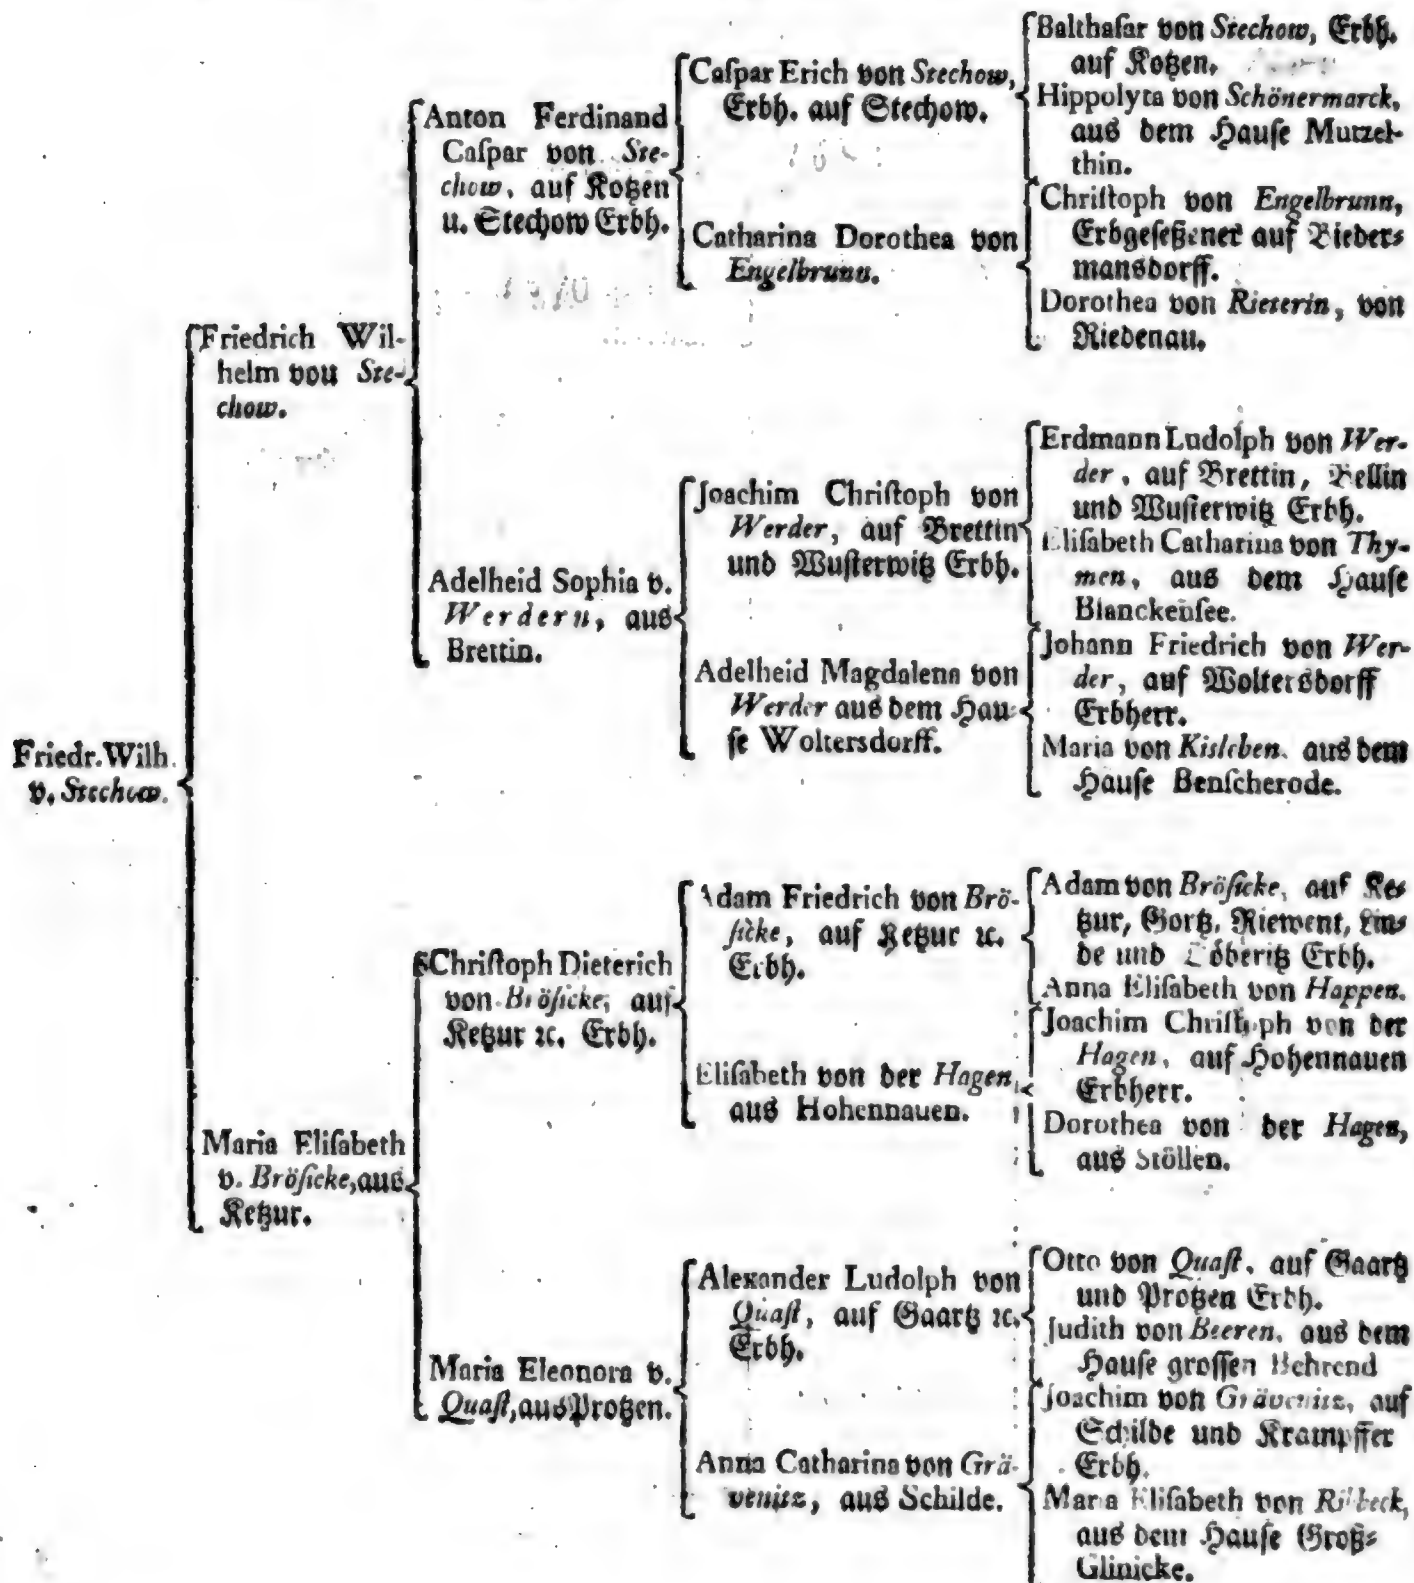 Friedr. Wilh.
v. Stechow.
Friedrich Wil-
helm von Ste-
chow.
Maria Eliſabeth
v. Bröſicke, aus
Ketzur.
Anton Ferdinand
Caſpar von Ste-
chow, auf Kotzen
u. Stechow Erbh.
Adelheid Sophia v.
Werdern, aus
Brettin.
Chriſtoph Dieterich
von Bröſicke, auf
Ketzur ꝛc. Erbh.
Maria Eleonora v.
Quaſt, aus Protzen.
Caſpar Erich von Stechow,
Erbh. auf Stechow.
Catharina Dorothea von
Engelbrunn.
Joachim Chriſtoph von
Werder, auf Brettin
und Wuſterwitz Erbh.
Adelheid Magdalena von
Werder aus dem Hau-
ſe Woltersdorff.
Adam Friedrich von Brö-
ſicke, auf Ketzur ꝛc.
Erbh.
Eliſabeth von der Hagen,
aus Hohennauen.
Alexander Ludolph von
Quaſt, auf Gaartz ꝛc.
Erbh.
Anna Catharina von Grä-
venitz, aus Schilde.
Balthaſar von Stechow, Erbh.
auf Kotzen.
Hippolyta von Schönermarck,
aus dem Hauſe Mutzel-
thin.
Chriſtoph von Engelbrunn,
Erbgeſeßener auf Bieder-
mansdorff.
Dorothea von Rieterin, von
Riedenau.
Erdmann Ludolph von Wer-
der, auf Brettin, Bellin
und Wuſterwitz Erbh.
Eliſabeth Catharina von Thy-
men, aus dem Hauſe
Blanckenſee.
Johann Friedrich von Wer-
der, auf Woltersdorff
Erbherr.
Maria von Kisleben, aus dem
Hauſe Benſcherode.
Adam von Bröſicke, auf Ke-
tzur, Gortz, Riewent, Lin-
de und Döberitz Erbh.
Anna Eliſabeth von Happen.
Joachim Chriſtoph von der
Hagen, auf Hohennauen
Erbherr.
Dorothea von der Hagen,
aus Stöllen.
Otto von Quaſt, auf Gaartz
und Protzen Erbh.
Judith von Beeren, aus dem
Hauſe groſſen Behrend
Joachim von Grävenitz, auf
Schilde und Krampffer
Erbh.
Maria Eliſabeth von Ribbeck,
aus dem Hauſe Groß-
Glinicke.